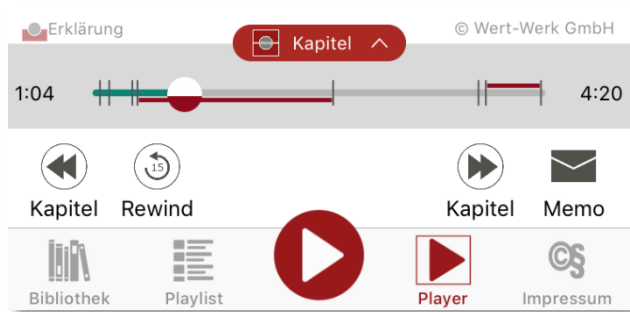 Erklärung
Kapitel
© Wert-Werk GmbH
1:04
4:20
15
Kapitel
Rewind
Kapitel
Memo
©§
Bibliothek
Playlist
Player
Impressum